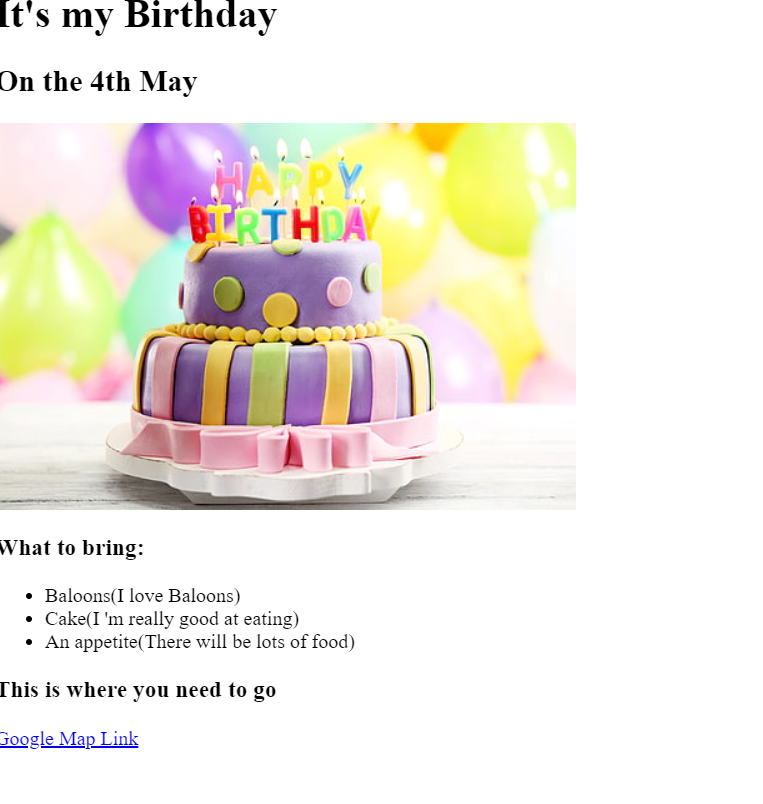 It's my Birthday
On the 4th May
HAPPY
BIRTHDAY
What to bring:
Baloons(I love Baloons)
Cake(I 'm really good at eating)
An appetite(There will be lots of food)
This is where you need to go
Google Map Link